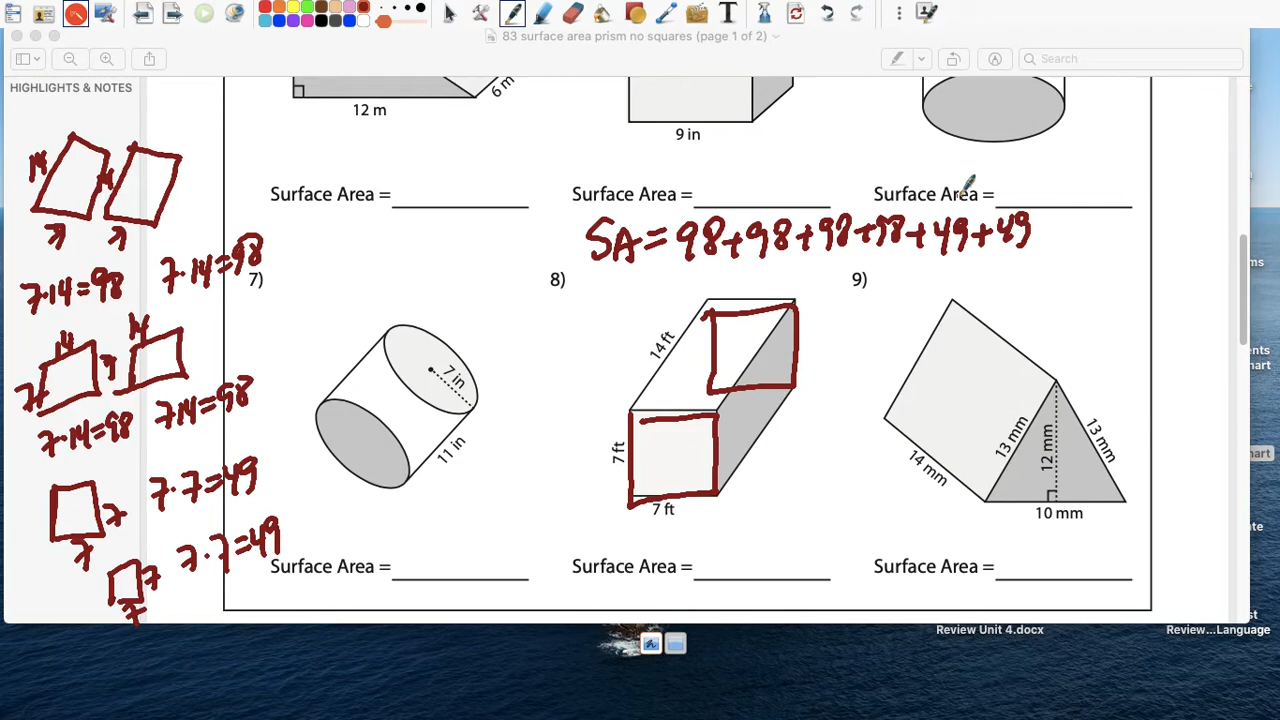 83 surface area prism no squares (page 1 of 2)
Search
HIGHLIGHTS & NOTES
12 m
6 m
9 in
Surface Area =
Surface Area =
Surface Area =
SA = 98+98+98+98+49+49
14
14
7
7
7·14=98
7·14=98
14
14
7
7
7·14=98
7·14=98
7·7=49
7
7
7·7=49
7
7
7)
7 in
11 in
Surface Area =
8)
14 ft
7 ft
7 ft
Surface Area =
9)
13 mm
12 mm
13 mm
14 mm
10 mm
Surface Area =
Review Unit 4.docx
Review...Language